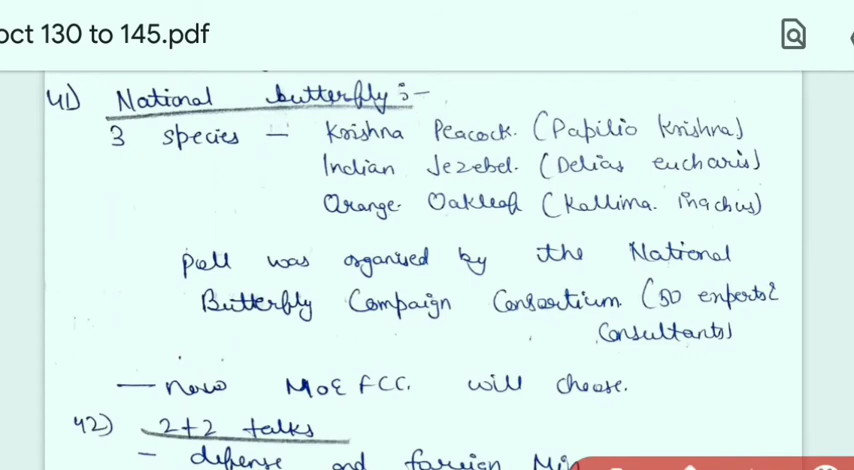 oct 130 to 145.pdf
41) National butterfly :-
3 species - Krishna Peacock. (Papilio Krishna)
Indian Jezebel. (Delias eucharis)
Orange Oakleaf (Kallima inachus)
poll was organised by the National
Butterfly Campaign Consortium (50 experts &
consultants)
- now MoEFCC will choose.
42) 2+2 talks
- defense and foreign Min